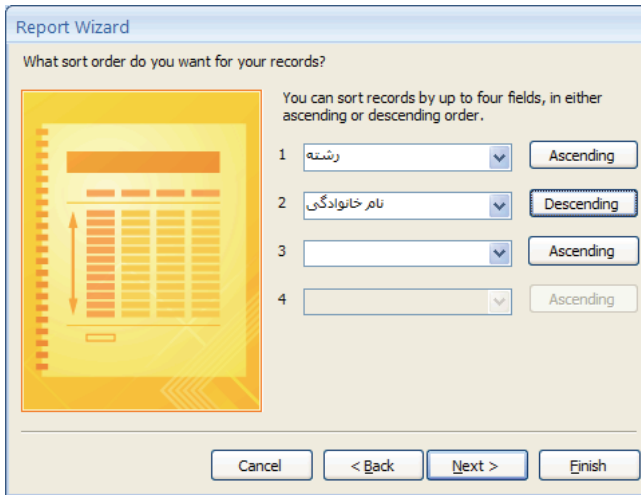 Report Wizard
What sort order do you want for your records?
You can sort records by up to four fields, in either
ascending or descending order.
1 رشته Ascending
2 نام خانوادگی Descending
3 Ascending
4 Ascending
Cancel < Back Next > Finish